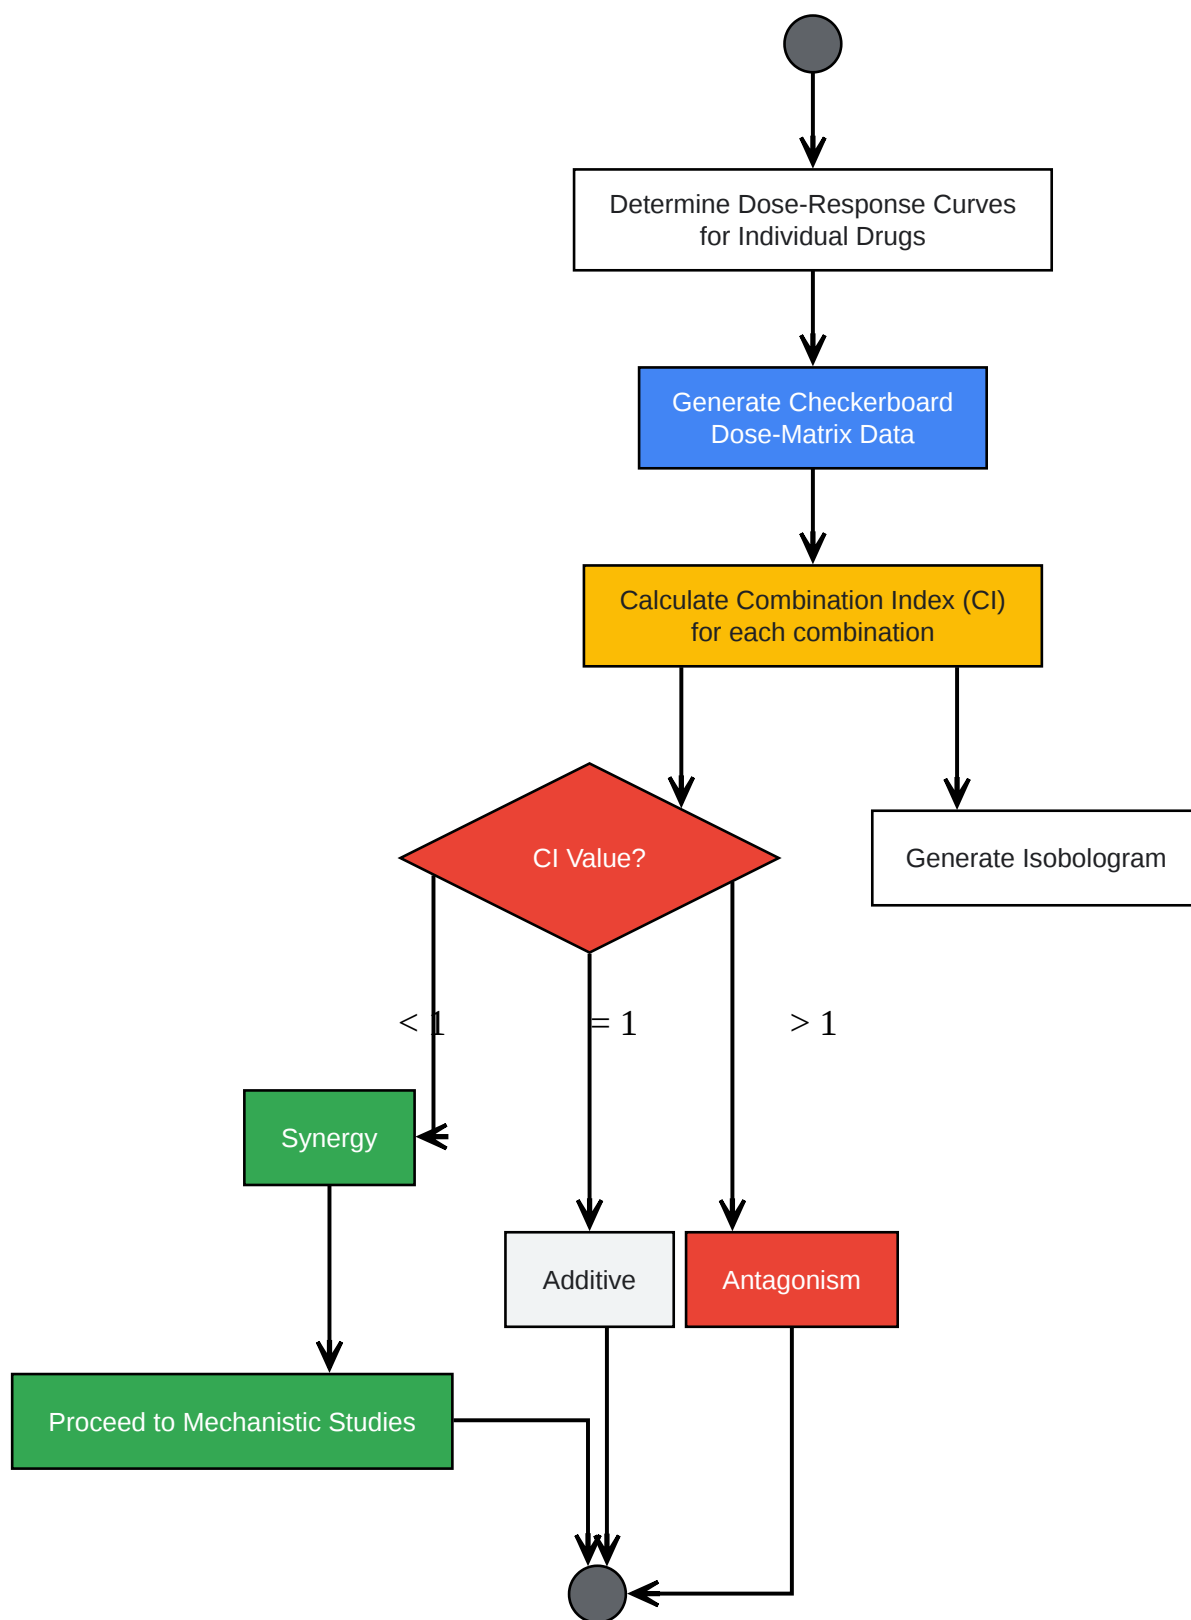 Determine Dose-Response Curves
for Individual Drugs
Generate Checkerboard
Dose-Matrix Data
Calculate Combination Index (CI)
for each combination
CI Value?
Generate Isobologram
< 1
= 1
> 1
Synergy
Additive
Antagonism
Proceed to Mechanistic Studies